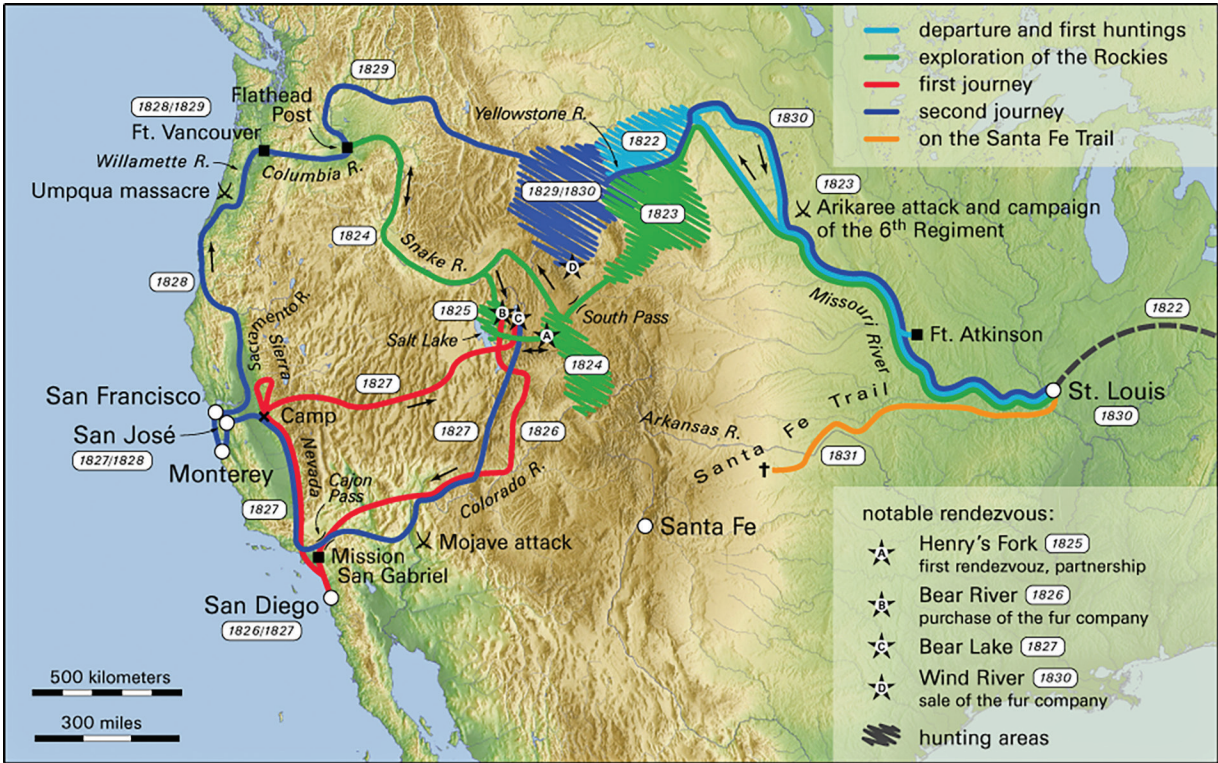 departure and first huntings
exploration of the Rockies
first journey
second journey
on the Santa Fe Trail
1829
1828/1829
Flathead
Post
Ft. Vancouver
Willamette R.
Columbia R.
Umpqua massacre
Yellowstone R.
1822
1830
1829/1830
1823
1823
Arikaree attack and campaign
of the 6th Regiment
1824
Snake R.
D
1828
Sacramento R.
Sierra
Nevada
1825
B
C
A
South Pass
Salt Lake
1824
Missouri River
Ft. Atkinson
1822
San Francisco
San José
1827/1828
Monterey
Camp
1827
1827
1826
Arkansas R.
Santa Fe Trail
St. Louis
1830
1831
1827
Cajon
Pass
Colorado R.
Mojave attack
Mission
San Gabriel
Santa Fe
San Diego
1826/1827
notable rendezvous:
A Henry's Fork 1825
first rendezvouz, partnership
B Bear River 1826
purchase of the fur company
C Bear Lake 1827
D Wind River 1830
sale of the fur company
hunting areas
500 kilometers
300 miles